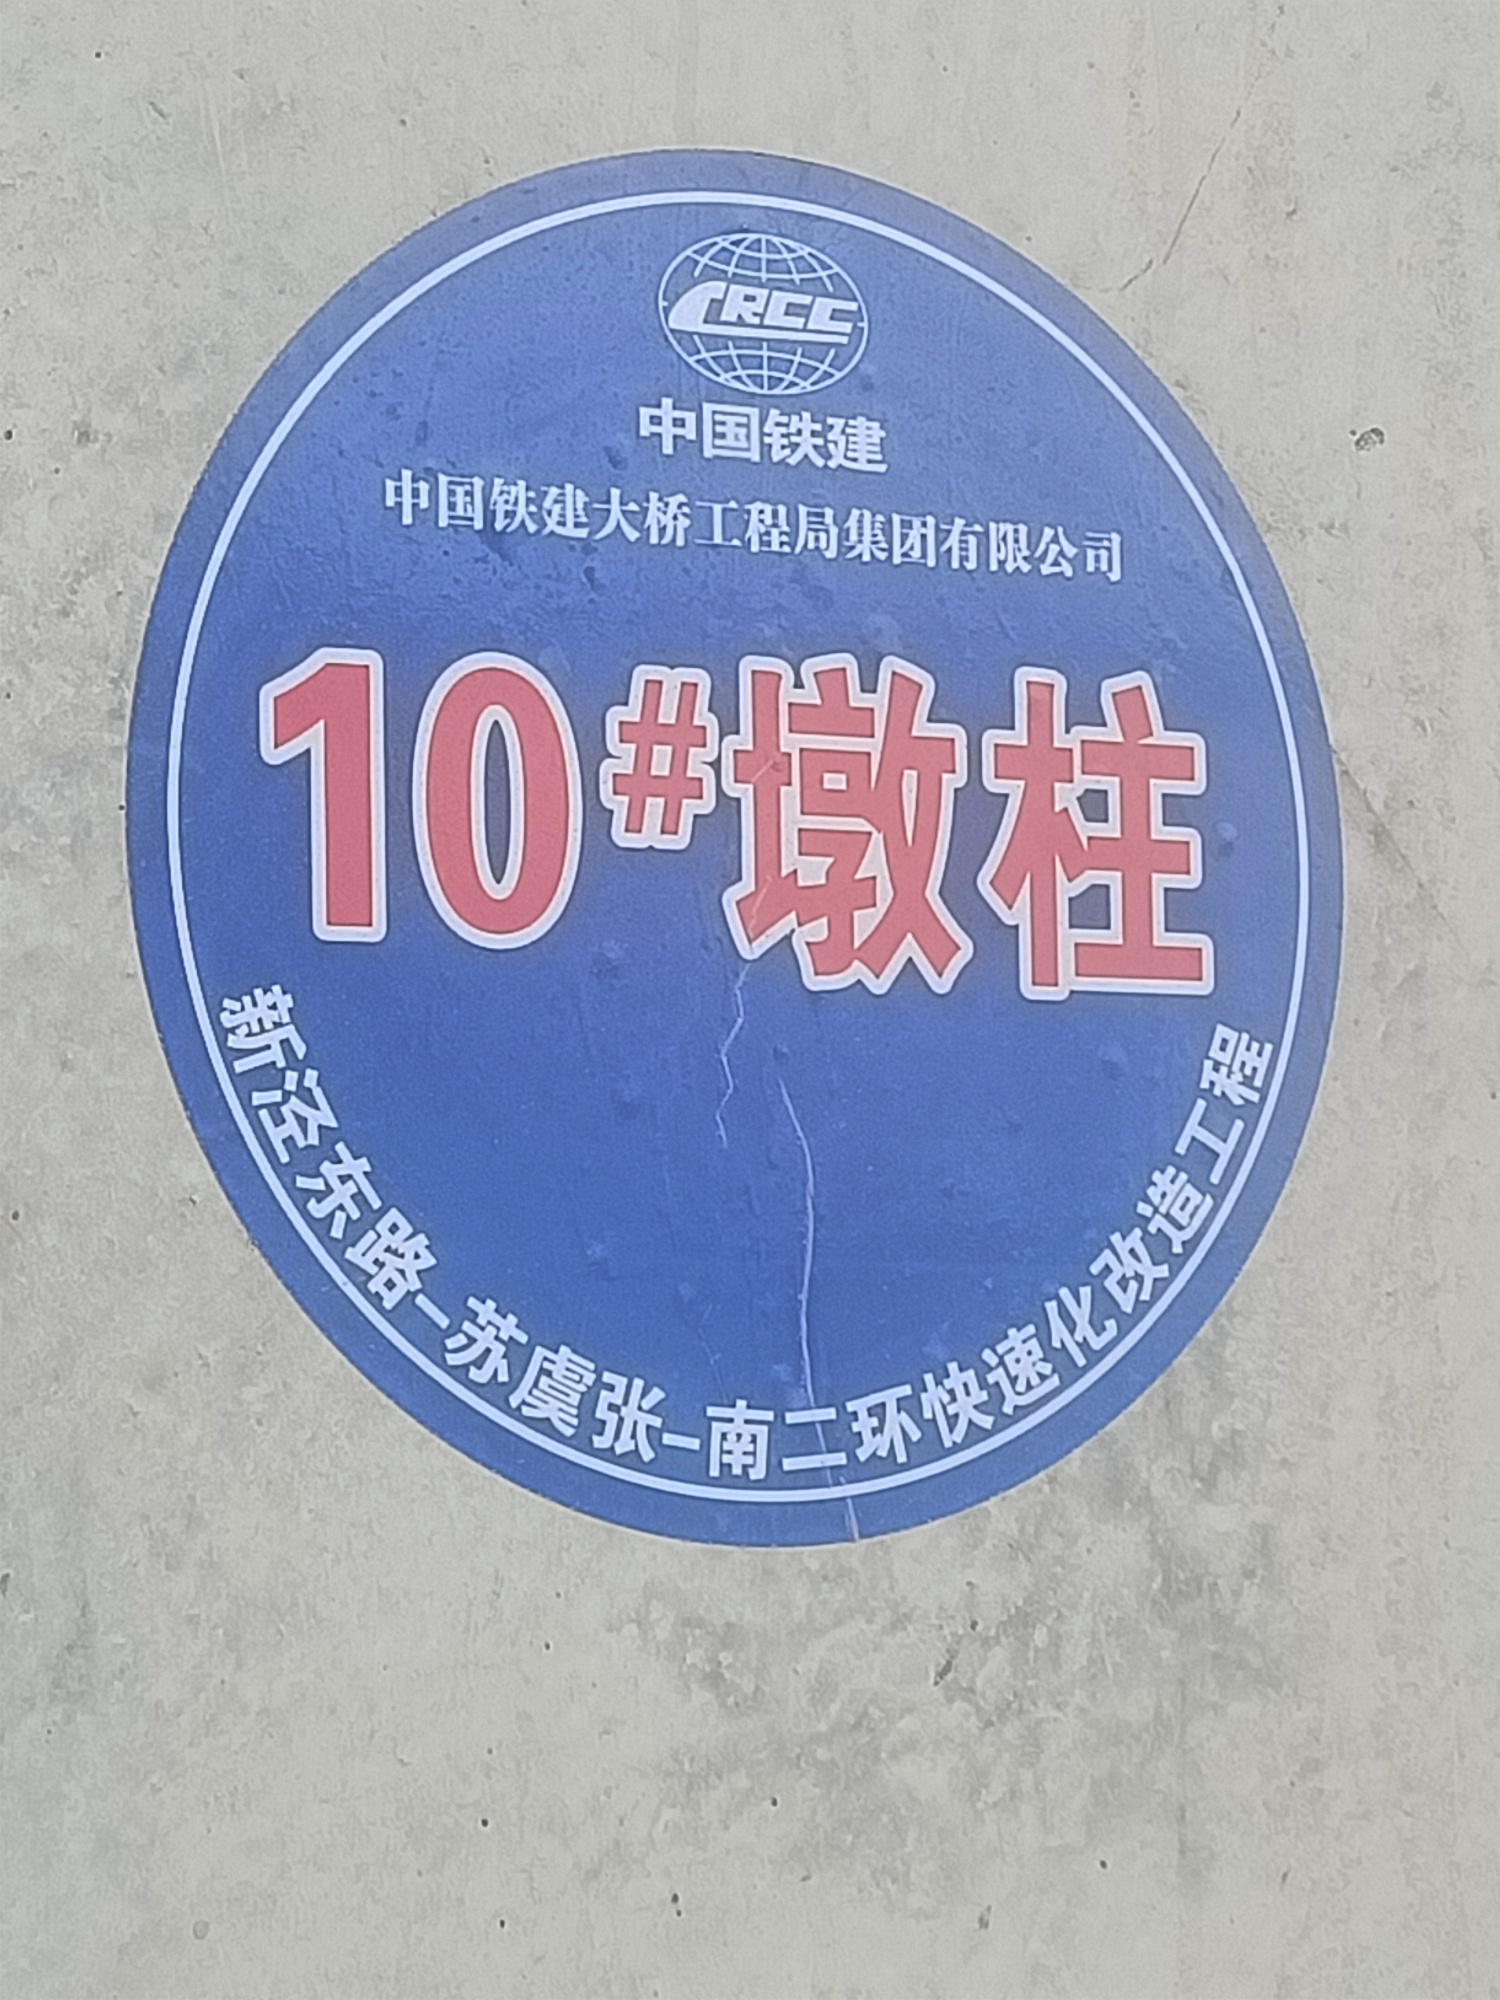 CRCC
中国铁建
中国铁建大桥工程局集团有限公司
10#墩柱
新泾东路-苏虞张-南二环快速化改造工程